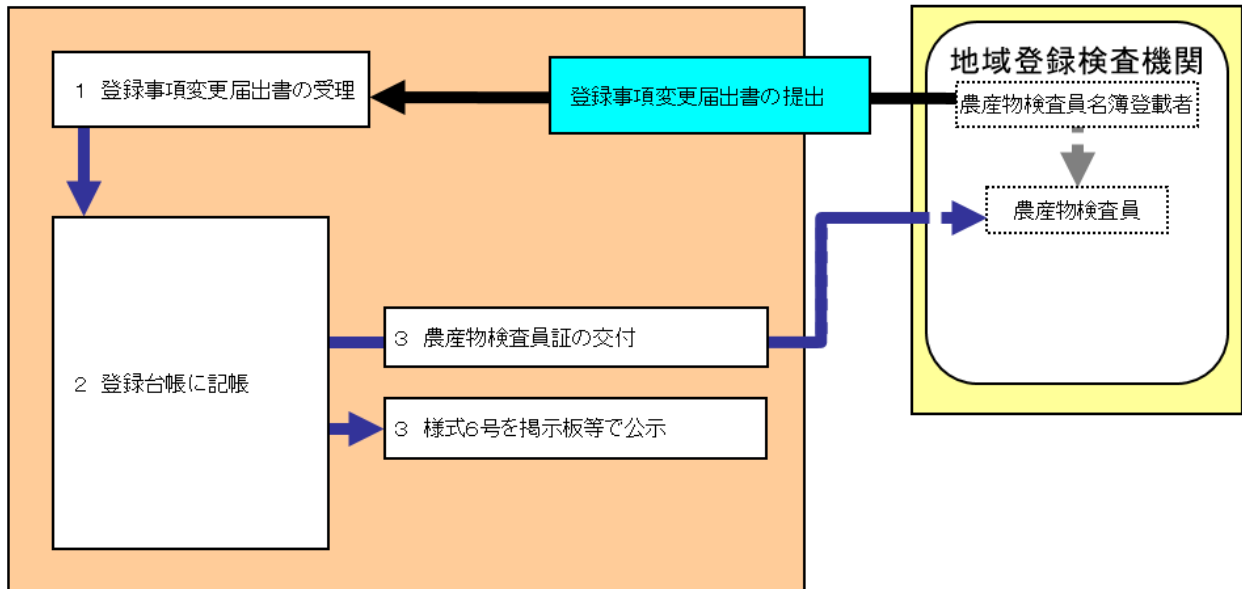 地域登録検査機関
1 登録事項変更届出書の受理
登録事項変更届出書の提出
農産物検査員名簿登載者
農産物検査員
2 登録台帳に記帳
3 農産物検査員証の交付
3 様式6号を掲示板等で公示